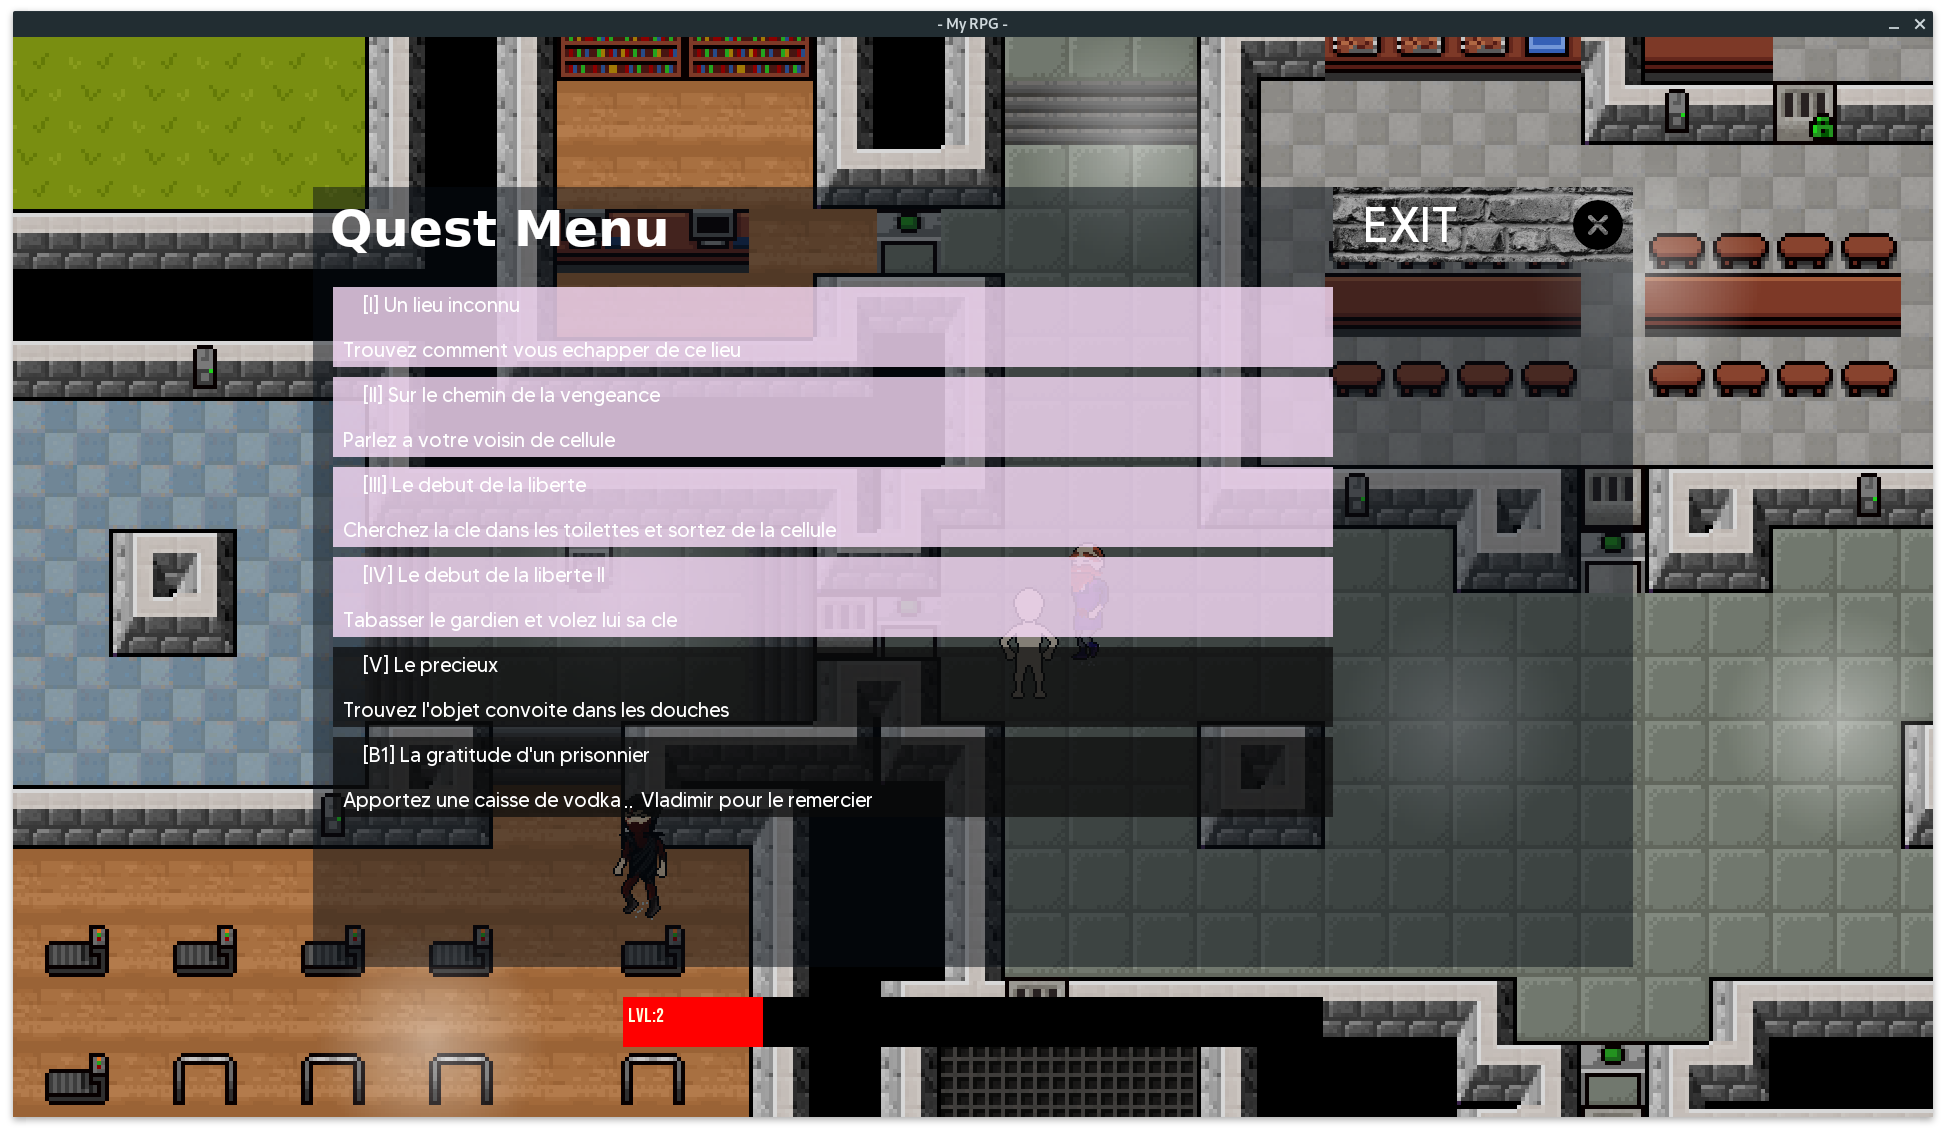 - My RPG -
Quest Menu
EXIT
[I] Un lieu inconnu
Trouvez comment vous echapper de ce lieu
[II] Sur le chemin de la vengeance
Parlez a votre voisin de cellule
[III] Le debut de la liberte
Cherchez la cle dans les toilettes et sortez de la cellule
[IV] Le debut de la liberte II
Tabasser le gardien et volez lui sa cle
[V] Le precieux
Trouvez l'objet convoite dans les douches
[B1] La gratitude d'un prisonnier
Apportez une caisse de vodka .. Vladimir pour le remercier
LVL:2